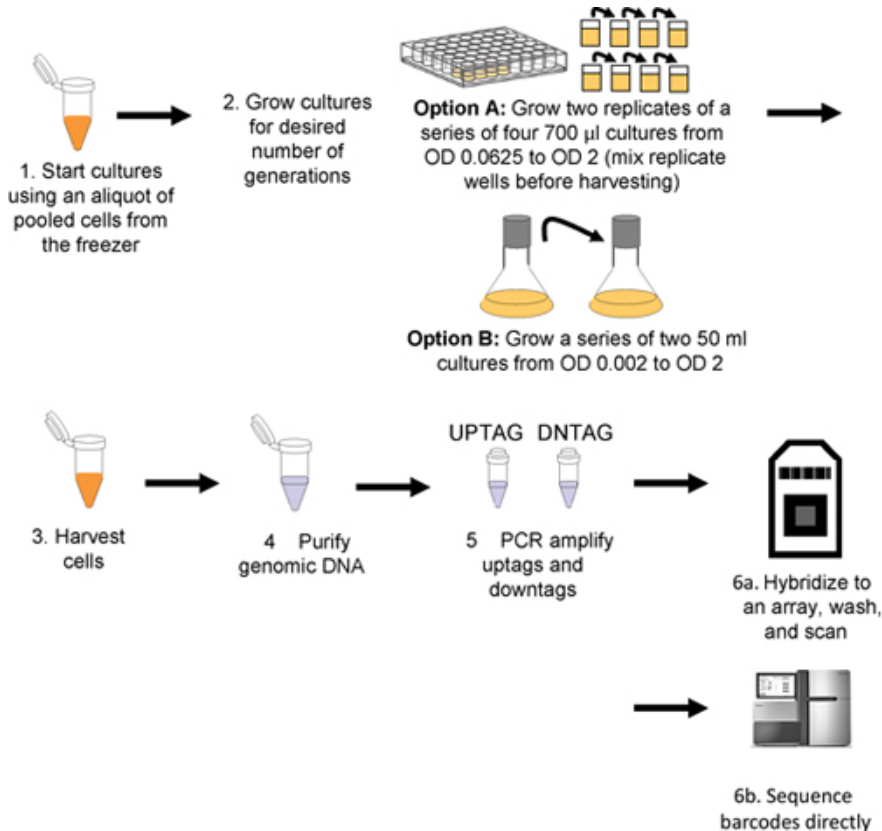 1. Start cultures
using an aliquot of
pooled cells from
the freezer
2. Grow cultures
for desired
number of
generations
Option A: Grow two replicates of a
series of four 700 µl cultures from
OD 0.0625 to OD 2 (mix replicate
wells before harvesting)
Option B: Grow a series of two 50 ml
cultures from OD 0.002 to OD 2
3. Harvest
cells
4 Purify
genomic DNA
UPTAG DNTAG
5 PCR amplify
uptags and
downtags
6a. Hybridize to
an array, wash,
and scan
6b. Sequence
barcodes directly